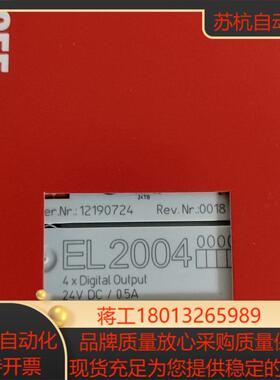 苏杭自动
JKTB
er.Nr.: 12190724 Rev.Nr.: 0018
EL2004
0000
4 x Digital Output
24V DC / 0.5A
自动化 蒋工18013265989
开票 品牌质量放心采购质量
现货充足为您提供稳定